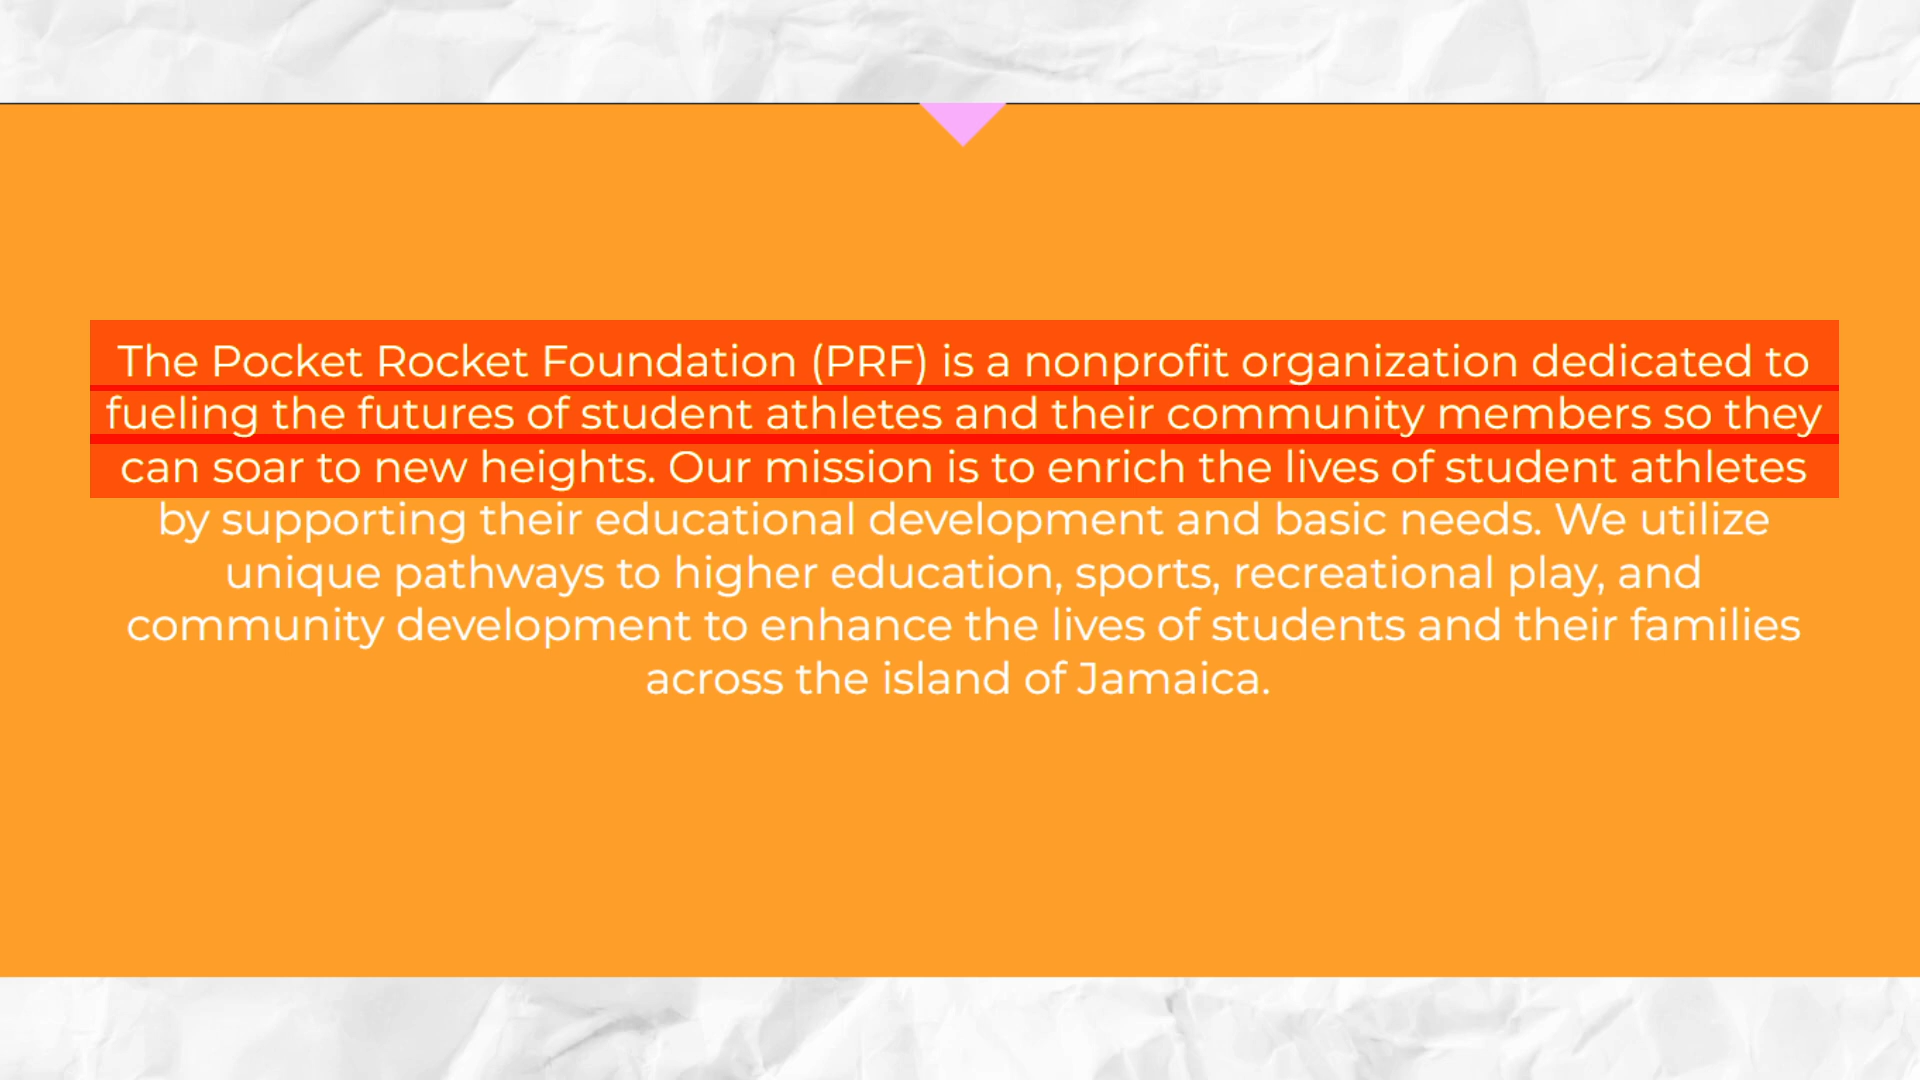 The Pocket Rocket Foundation (PRF) is a nonprofit organization dedicated to
fueling the futures of student athletes and their community members so they
can soar to new heights. Our mission is to enrich the lives of student athletes
by supporting their educational development and basic needs. We utilize
unique pathways to higher education, sports, recreational play, and
community development to enhance the lives of students and their families
across the island of Jamaica.